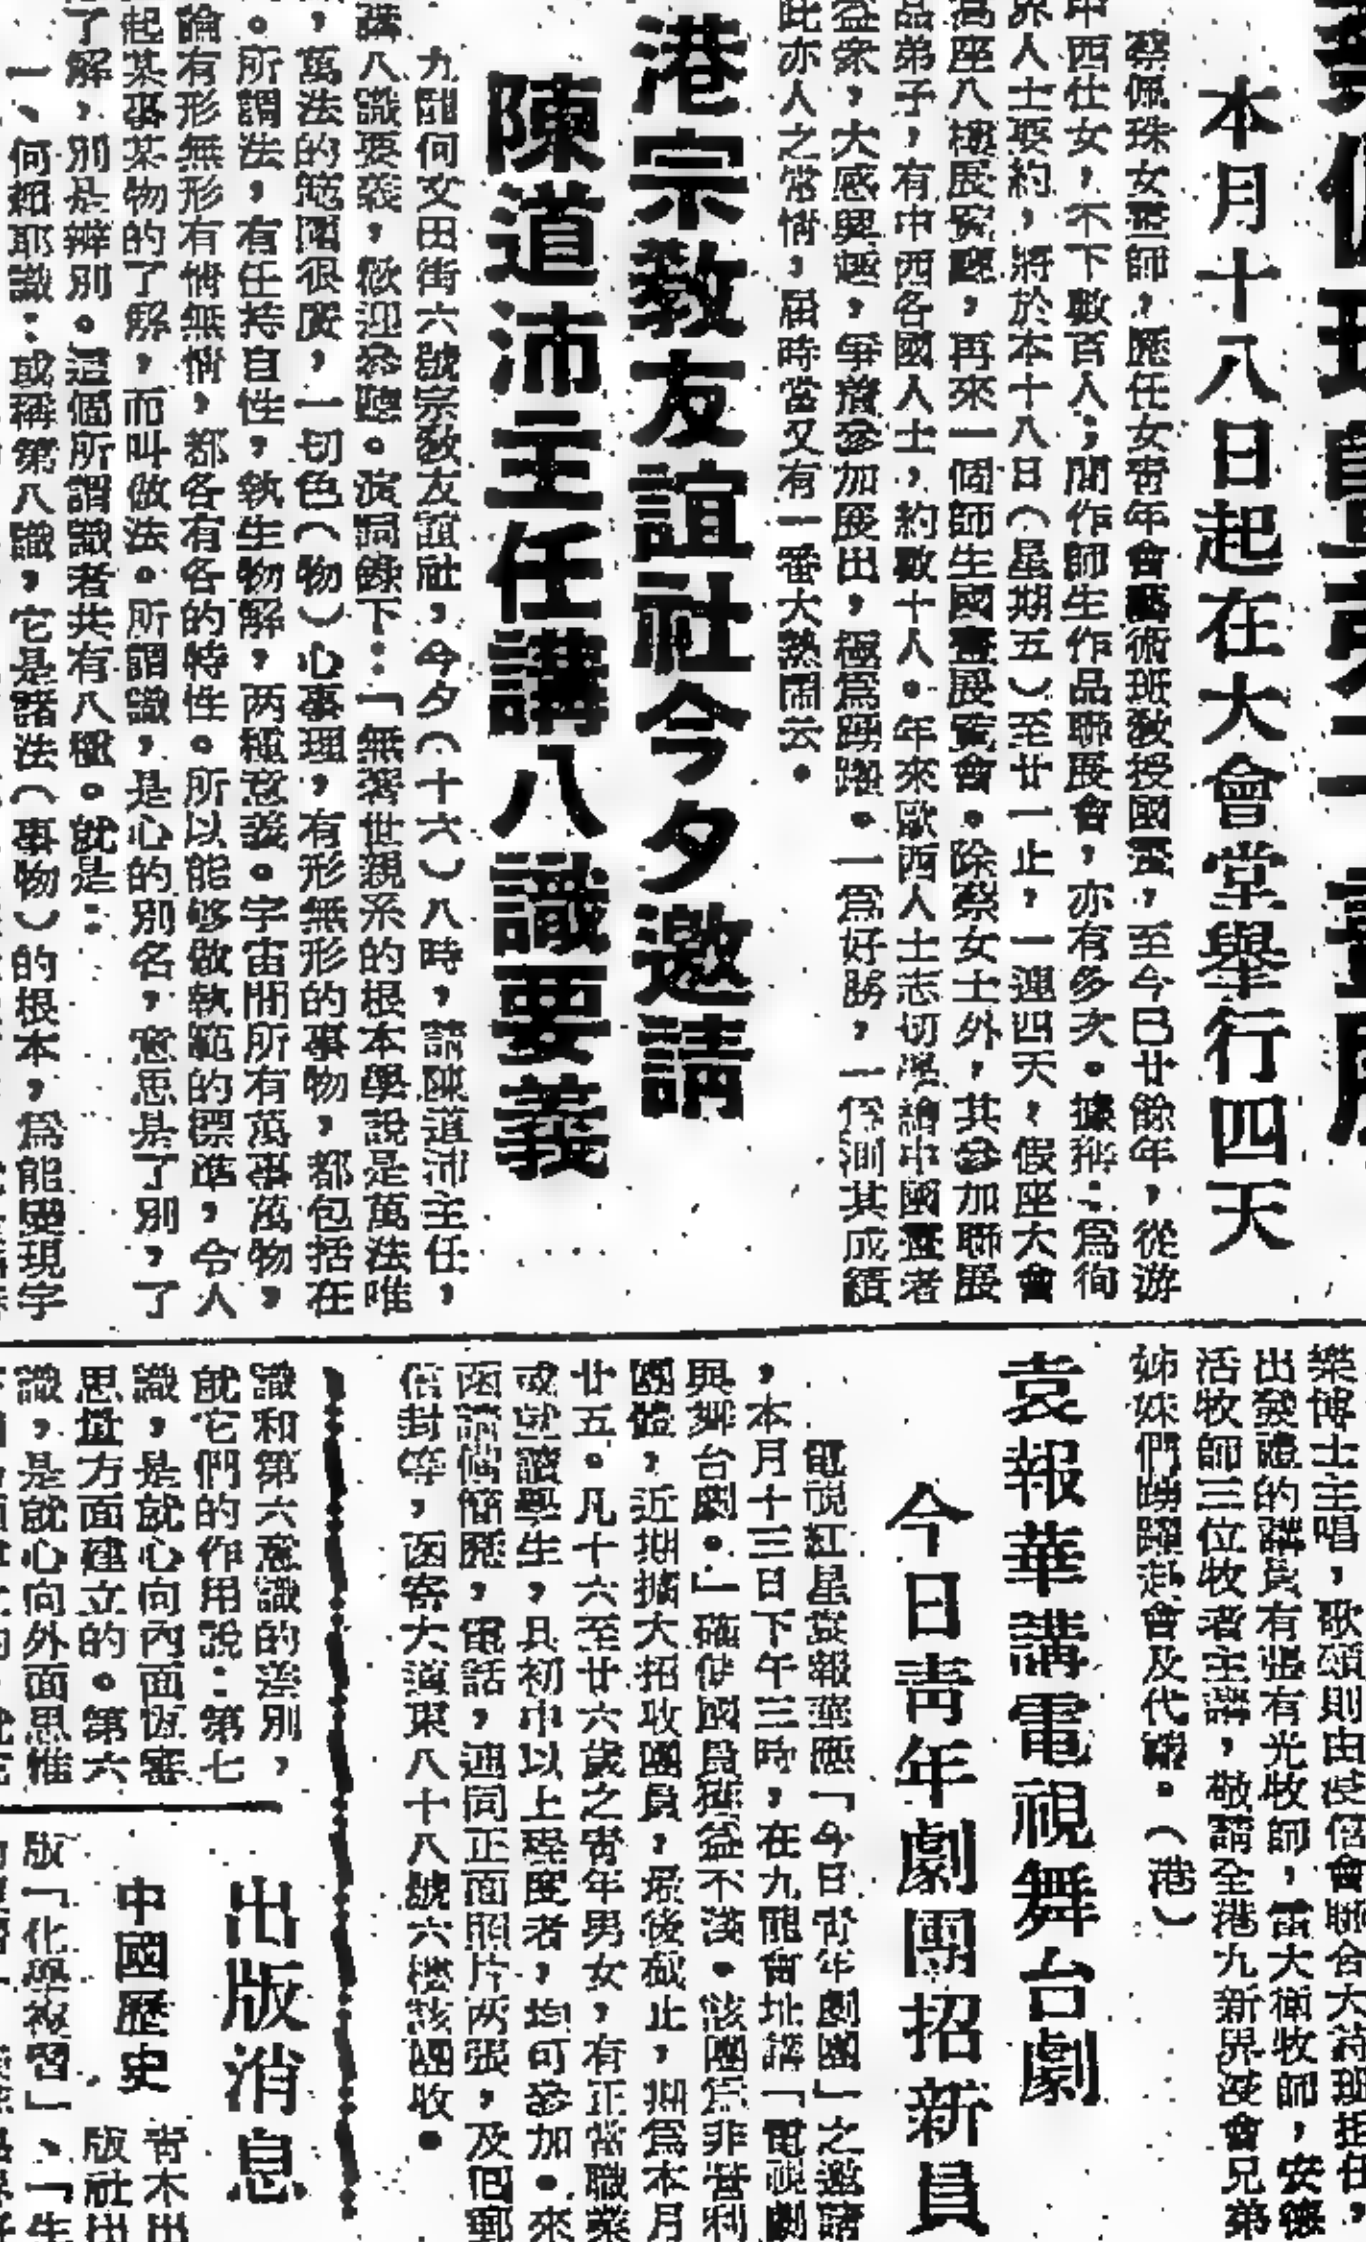 本月十八日起在大會堂舉行四天
蔡佩珠女畫師，歷任女青年會藝術班教授國畫，至今已廿餘年，從游
中西仕女，不下數百人；間作師生作品聯展會，亦有多次。據稱：為徇
界人士要約，將於本十八日（星期五）至廿一止，一連四天，假座大會
高座八樓展覽廳，再來一個師生國畫展覽會。除蔡女士外，其參加聯展
品弟子，有中西各國人士，約數十人。年來歐西人士志切學繪中國畫者
益衆，大感興趣，爭着參加展出，極為踴躍。一為好勝，一為測其成績
此亦人之常情，屆時當又有一番大熱鬧云。
港宗教友誼社今夕邀請
陳道沛主任講八識要義
九龍何文田街六號宗教友誼社，今夕（十六）八時，請陳道沛主任，
講八識要義，歡迎參聽。演詞錄下：「無著世親系的根本學說是萬法唯
，萬法的範圍很廣，一切色（物）心事理，有形無形的事物，都包括在
。所謂法，有任持自性，執生物解，两種意義。宇宙間所有萬事萬物，
論有形無形有情無情，都各有各的特性。所以能够做軌範的標準，令人
起某事某物的了解，而叫做法。所謂識，是心的別名，意思是了別，了
了解，別是辨別。這個所謂識者共有八種。就是：
一、何賴耶識：或稱第八識，它是諸法（事物）的根本，為能變現宇
樂博士主唱，歌頌則由浸信會聯合大詩班担任，
出發禮的講員有張有光牧師，雷大衛牧師，安德
活牧師三位牧者主講，敬請全港九新界浸會兄弟
姊妹們踴躍赴會及代禱。（港）
袁報華講電視舞台劇
今日青年劇團招新員
電視紅星袁報華應「今日青年劇團」之邀請
，本月十三日下午三時，在九龍會址講「電視劇
與舞台劇。」確使團員獲益不淺。該團為非營利
團體，近期擴大招收團員，最後截止，期為本月
廿五。凡十六至廿六歲之青年男女，有正當職業
或就讀學生，具初中以上程度者，均可參加。來
函請備簡歷，電話，連同正面照片两張，及回郵
信封等，函寄大道東八十八號六樓該團收。
識和第六意識的差別，
就它們的作用說：第七
識，是就心向內面恆審
思量方面建立的。第六
識，是就心向外面思惟
出版消息
中國歷史
青木出
版社出
版「化學複習」、「生